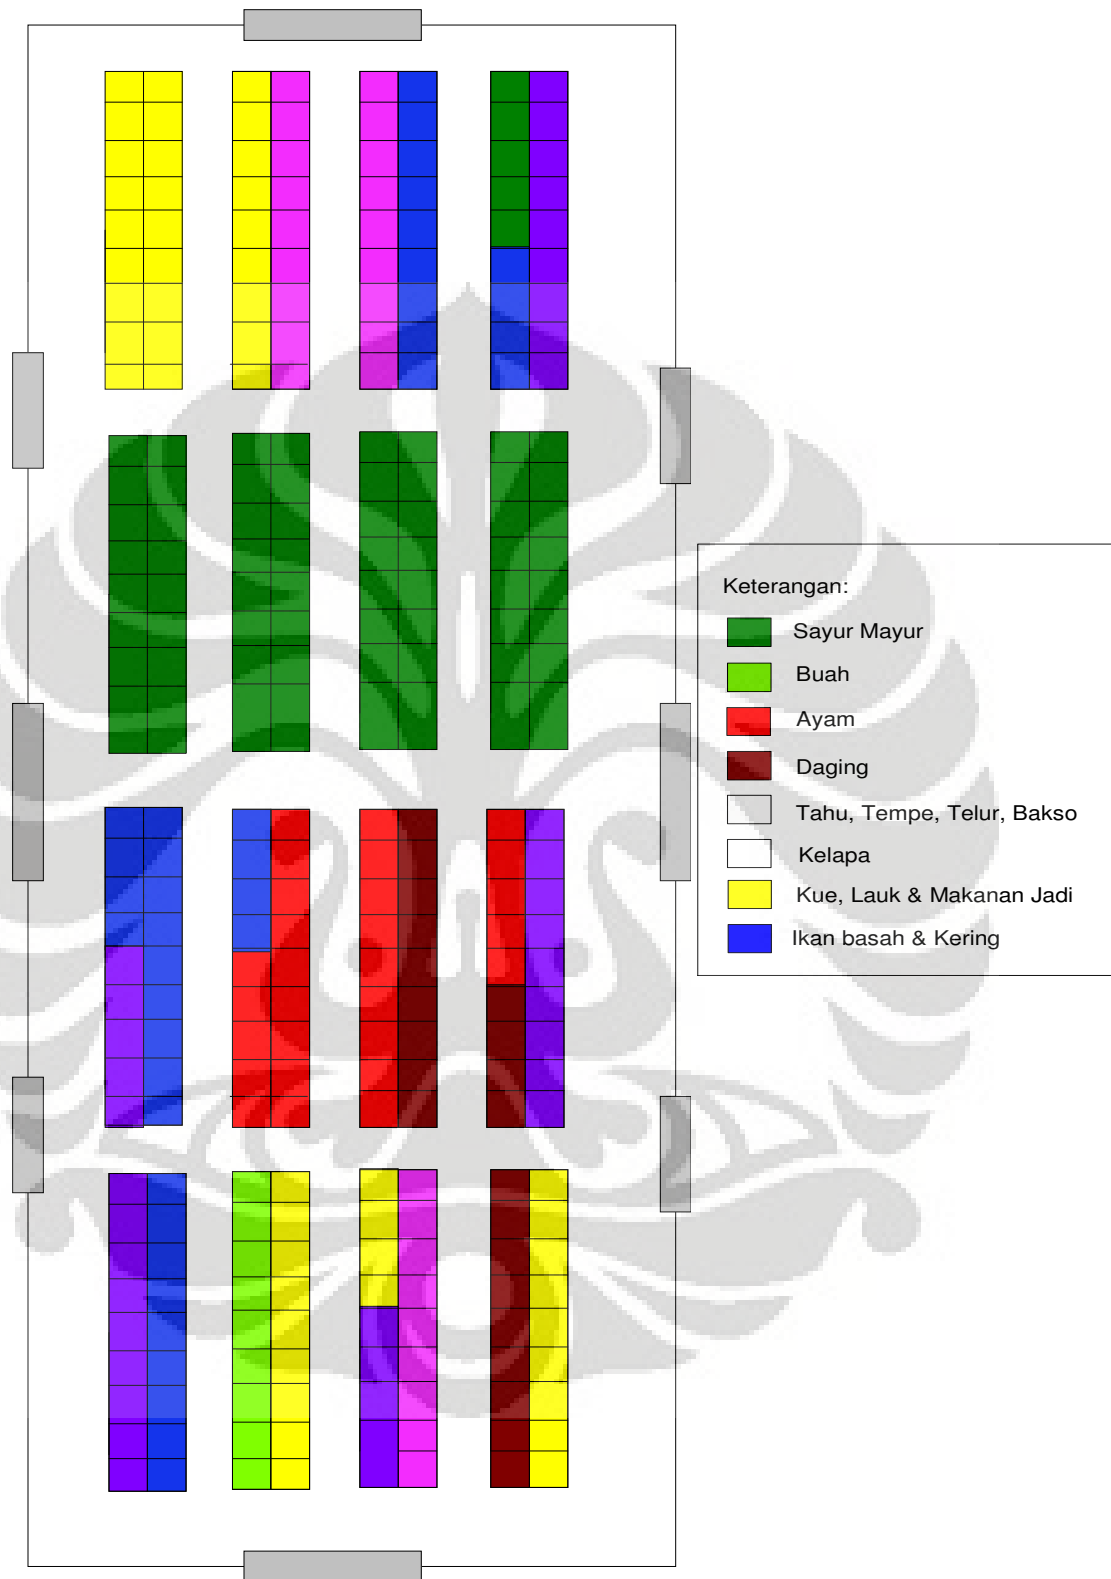 Keterangan:
Sayur Mayur
Buah
Ayam
Daging
Tahu, Tempe, Telur, Bakso
Kelapa
Kue, Lauk & Makanan Jadi
Ikan basah & Kering